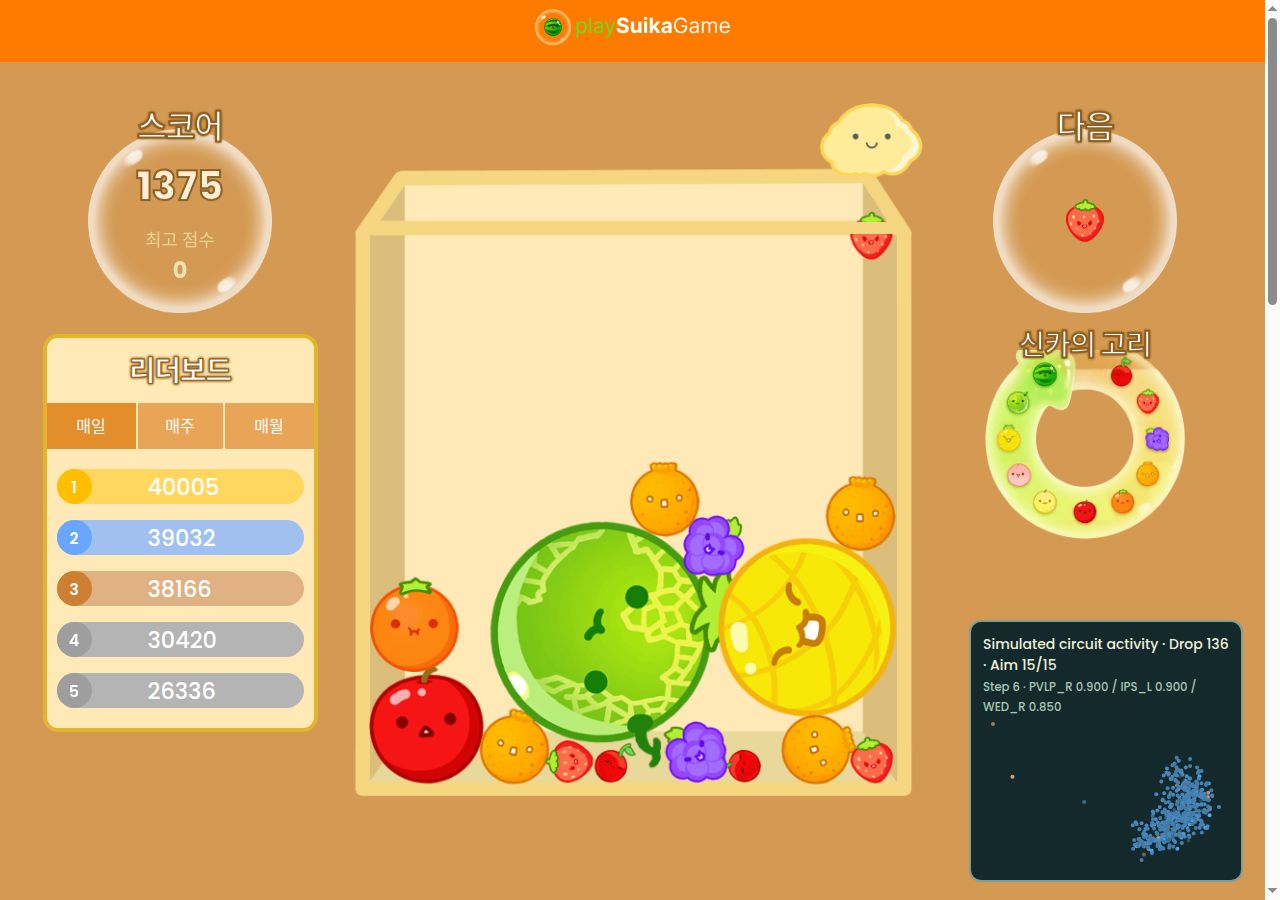 playSuikaGame
스코어
1375
최고 점수
0
다음
리더보드
매일 매주 매월
1 40005
2 39032
3 38166
4 30420
5 26336
신카의 고리
Simulated circuit activity · Drop 136
· Aim 15/15
Step 6 · PVLP_R 0.900 / IPS_L 0.900 /
WED_R 0.850